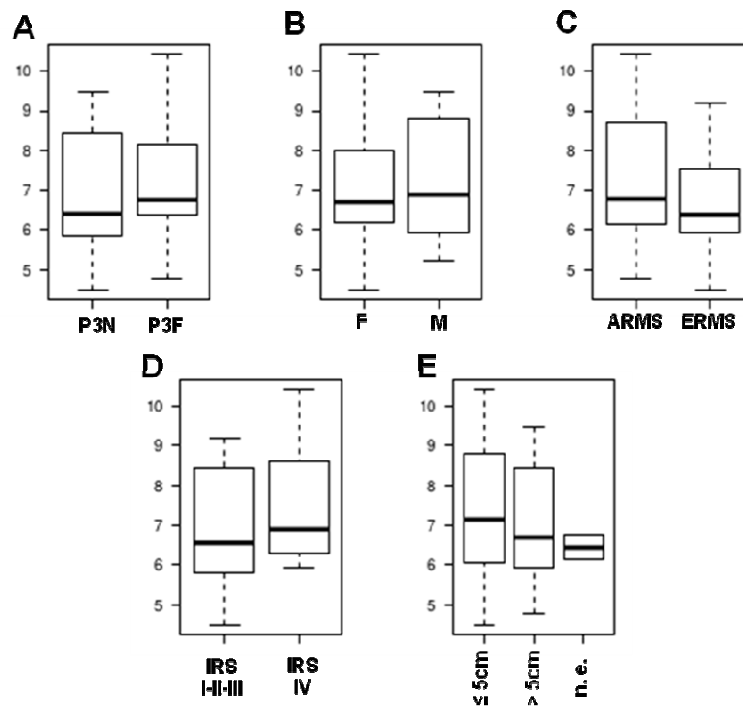 A B C
10 10 10
9 9 9
8 8 8
7 7 7
6 6 6
5 5 5
P3N P3F F M ARMS ERMS
D E
10 10
9 9
8 8
7 7
6 6
5 5
IRS IRS
I-II-III IV
≤ 5cm
> 5cm
n. e.